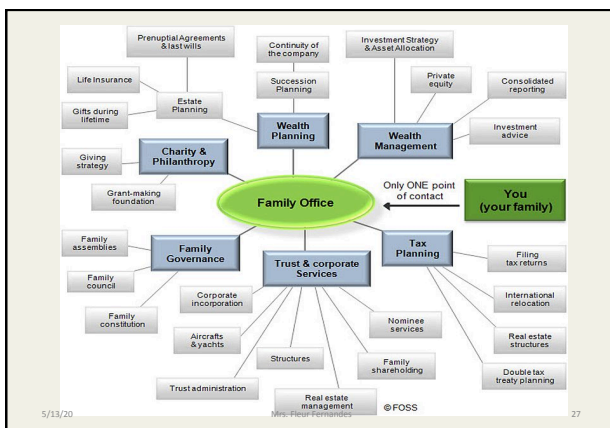 Prenuptial Agreements
& last wills
Continuity of
the company
Investment Strategy
& Asset Allocation
Life Insurance
Succession
Planning
Private
equity
Consolidated
reporting
Gifts during
lifetime
Estate
Planning
Wealth
Planning
Wealth
Management
Investment
advice
Charity &
Philanthropy
Giving
strategy
Grant-making
foundation
Family Office
Only ONE point
of contact
You
(your family)
Family
assemblies
Family
Governance
Trust & corporate
Services
Tax
Planning
Filing
tax returns
Family
council
Corporate
incorporation
International
relocation
Family
constitution
Nominee
services
Aircrafts
& yachts
Real estate
structures
Structures
Family
shareholding
Double tax
treaty planning
Trust administration
Real estate
management
© FOSS
5/13/20
Mrs. Fleur Fernandes
27